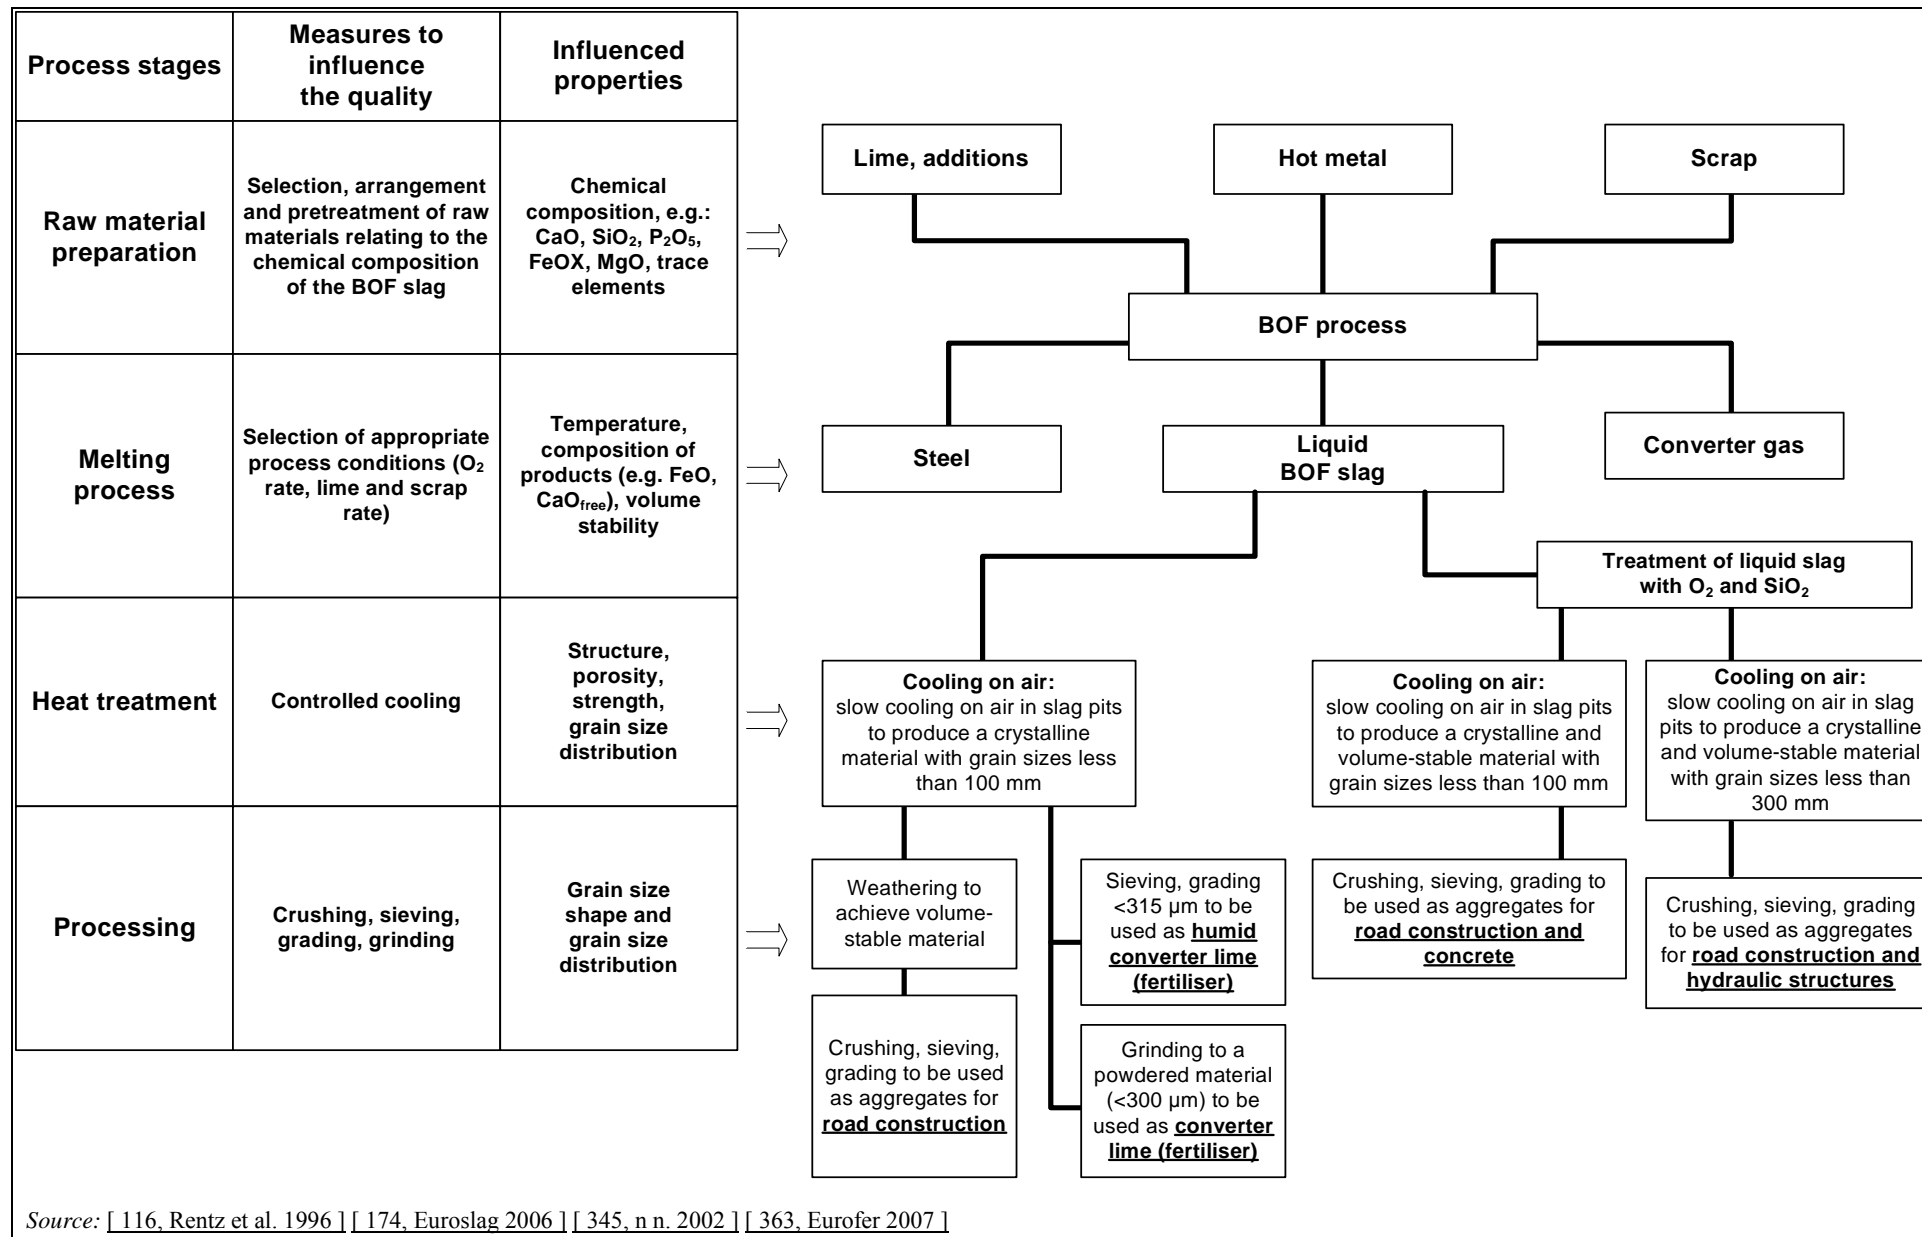 Process stages
Measures to
influence
the quality
Influenced
properties
Raw material
preparation
Selection, arrangement
and pretreatment of raw
materials relating to the
chemical composition
of the BOF slag
Chemical
composition, e.g.:
CaO, SiO₂, P₂O₅,
FeOX, MgO, trace
elements
Melting
process
Selection of appropriate
process conditions (O₂
rate, lime and scrap
rate)
Temperature,
composition of
products (e.g. FeO,
CaOfree), volume
stability
Heat treatment
Controlled cooling
Structure,
porosity,
strength,
grain size
distribution
Processing
Crushing, sieving,
grading, grinding
Grain size
shape and
grain size
distribution
Lime, additions
Hot metal
Scrap
BOF process
Steel
Liquid
BOF slag
Converter gas
Treatment of liquid slag
with O₂ and SiO₂
Cooling on air:
slow cooling on air in slag pits
to produce a crystalline
material with grain sizes less
than 100 mm
Cooling on air:
slow cooling on air in slag pits
to produce a crystalline and
volume-stable material with
grain sizes less than 100 mm
Cooling on air:
slow cooling on air in slag
pits to produce a crystalline
and volume-stable material
with grain sizes less than
300 mm
Weathering to
achieve volume-
stable material
Sieving, grading
<315 µm to be
used as humid
converter lime
(fertiliser)
Crushing, sieving, grading to
be used as aggregates for
road construction and
concrete
Crushing, sieving, grading
to be used as aggregates
for road construction and
hydraulic structures
Crushing, sieving,
grading to be used
as aggregates for
road construction
Grinding to a
powdered material
(<300 µm) to be
used as converter
lime (fertiliser)
Source: [ 116, Rentz et al. 1996 ] [ 174, Euroslag 2006 ] [ 345, n n. 2002 ] [ 363, Eurofer 2007 ]